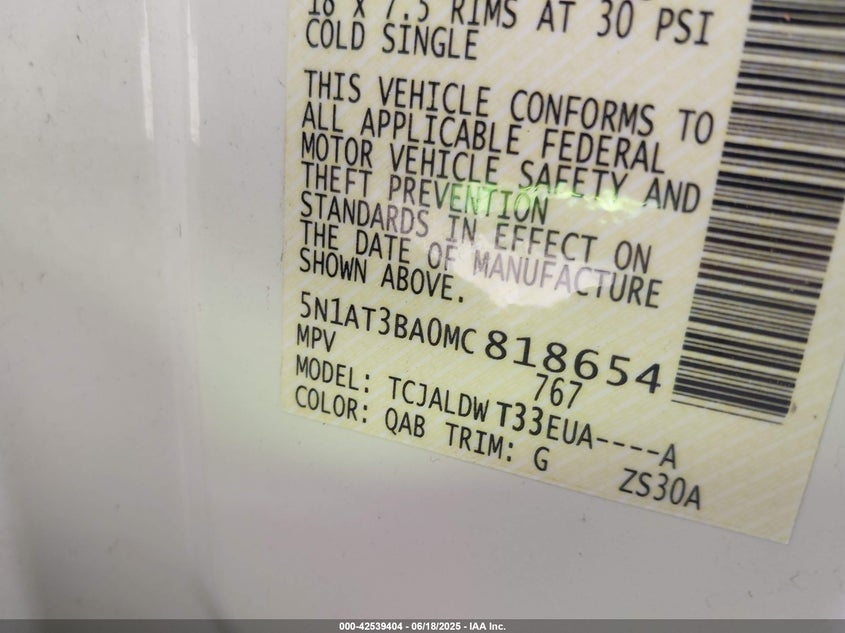 18 X 7.5 RIMS AT 30 PSI
COLD SINGLE
THIS VEHICLE CONFORMS TO
ALL APPLICABLE FEDERAL
MOTOR VEHICLE SAFETY AND
THEFT PREVENTION
STANDARDS IN EFFECT ON
THE DATE OF MANUFACTURE
SHOWN ABOVE.
5N1AT3BA0MC818654
MPV 767
MODEL: TCJALDWT33EUA----A
COLOR: QAB TRIM: G ZS30A
000-42539404 - 06/18/2025 - IAA Inc.